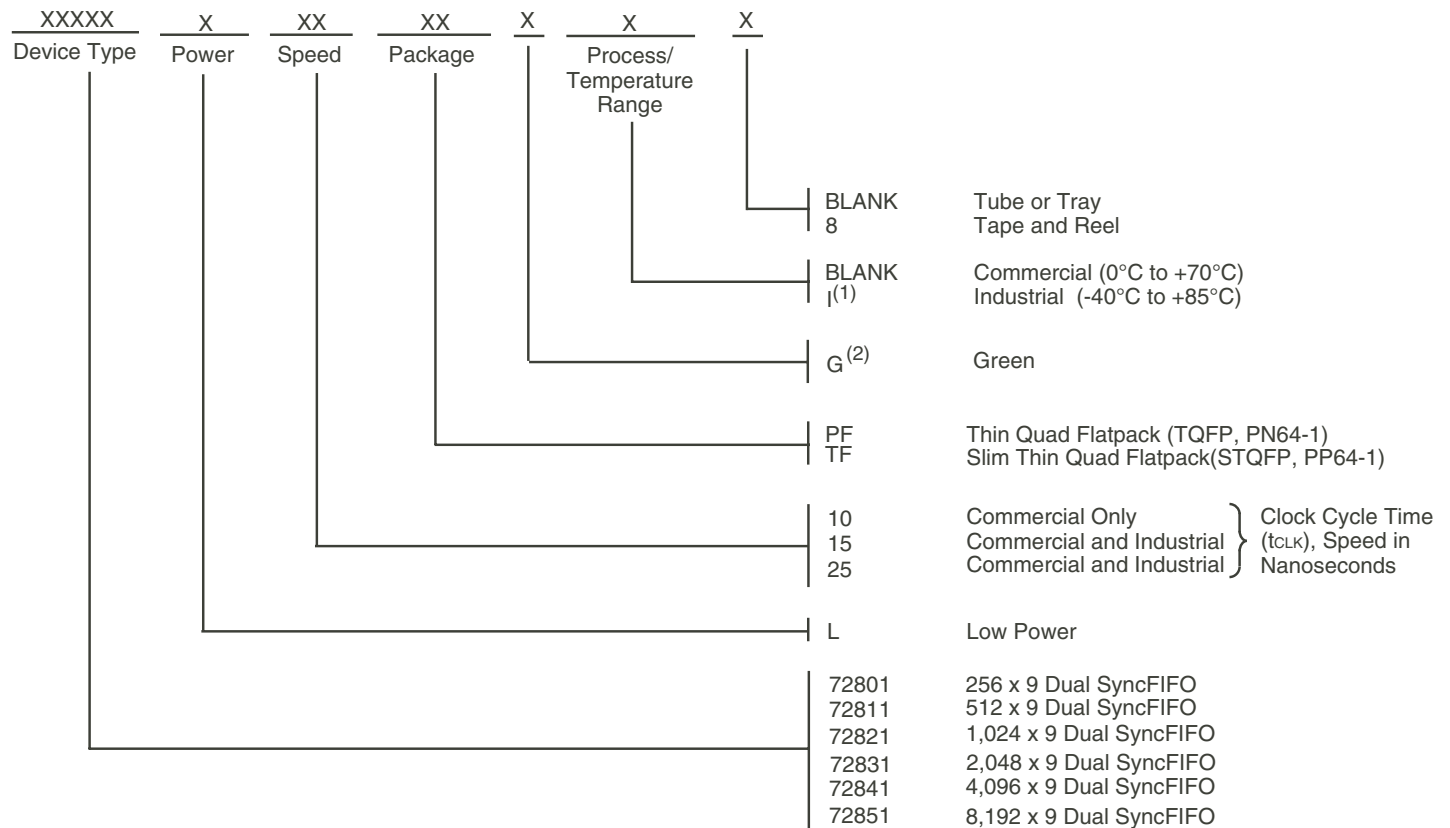 XXXXX X XX XX X X X
Device Type Power Speed Package Process/
Temperature
Range
BLANK Tube or Tray
8 Tape and Reel
BLANK Commercial (0°C to +70°C)
I(1) Industrial (-40°C to +85°C)
G(2) Green
PF Thin Quad Flatpack (TQFP, PN64-1)
TF Slim Thin Quad Flatpack(STQFP, PP64-1)
10 Commercial Only } Clock Cycle Time
15 Commercial and Industrial (tCLK), Speed in
25 Commercial and Industrial Nanoseconds
L Low Power
72801 256 x 9 Dual SyncFIFO
72811 512 x 9 Dual SyncFIFO
72821 1,024 x 9 Dual SyncFIFO
72831 2,048 x 9 Dual SyncFIFO
72841 4,096 x 9 Dual SyncFIFO
72851 8,192 x 9 Dual SyncFIFO